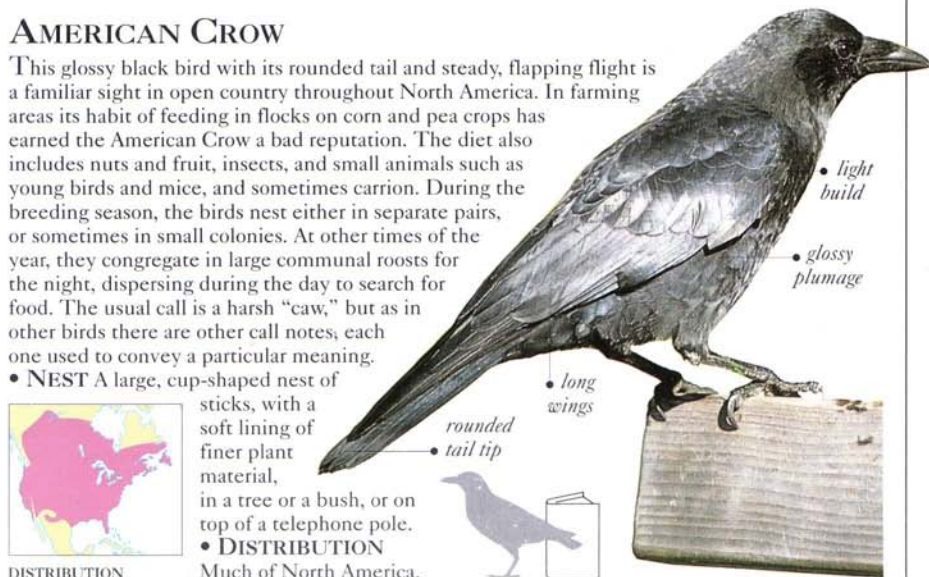 AMERICAN CROW
This glossy black bird with its rounded tail and steady, flapping flight is
a familiar sight in open country throughout North America. In farming
areas its habit of feeding in flocks on corn and pea crops has
earned the American Crow a bad reputation. The diet also
includes nuts and fruit, insects, and small animals such as
young birds and mice, and sometimes carrion. During the
breeding season, the birds nest either in separate pairs,
or sometimes in small colonies. At other times of the
year, they congregate in large communal roosts for
the night, dispersing during the day to search for
food. The usual call is a harsh “caw,” but as in
other birds there are other call notes, each
one used to convey a particular meaning.
• NEST A large, cup-shaped nest of
sticks, with a
soft lining of
finer plant
material,
in a tree or a bush, or on
top of a telephone pole.
• DISTRIBUTION
Much of North America,
DISTRIBUTION
light
build
glossy
plumage
long
wings
rounded
tail tip